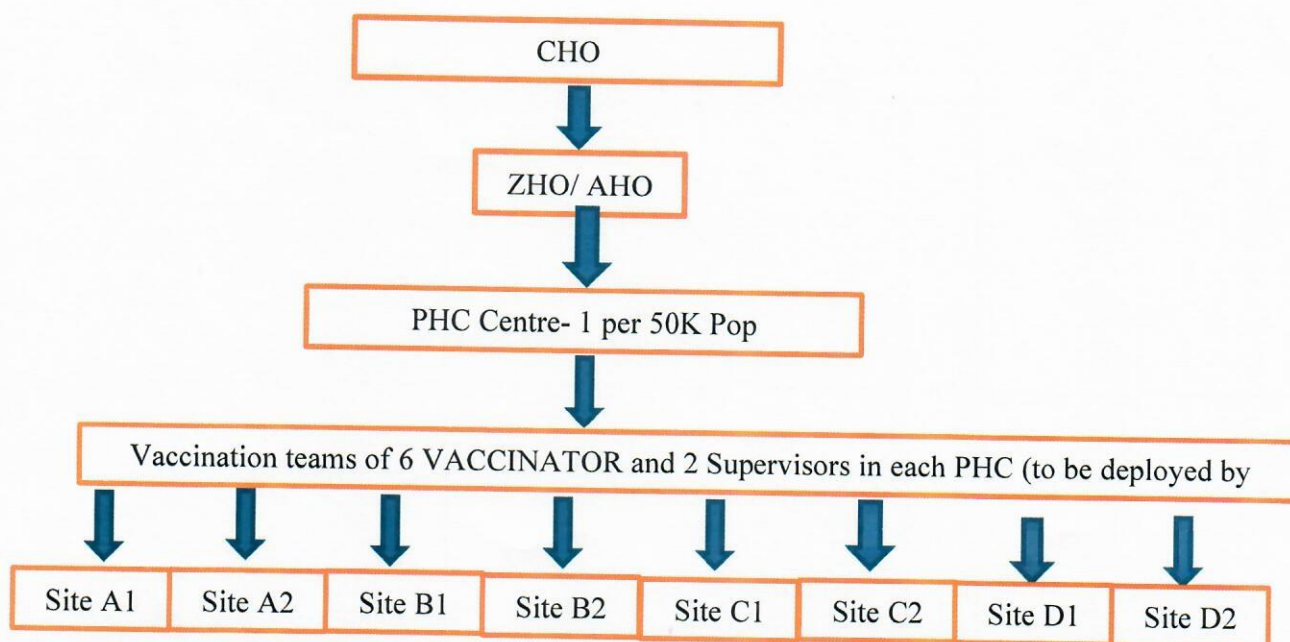 CHO
ZHO/ AHO
PHC Centre- 1 per 50K Pop
Vaccination teams of 6 VACCINATOR and 2 Supervisors in each PHC (to be deployed by
Site A1 Site A2 Site B1 Site B2 Site C1 Site C2 Site D1 Site D2